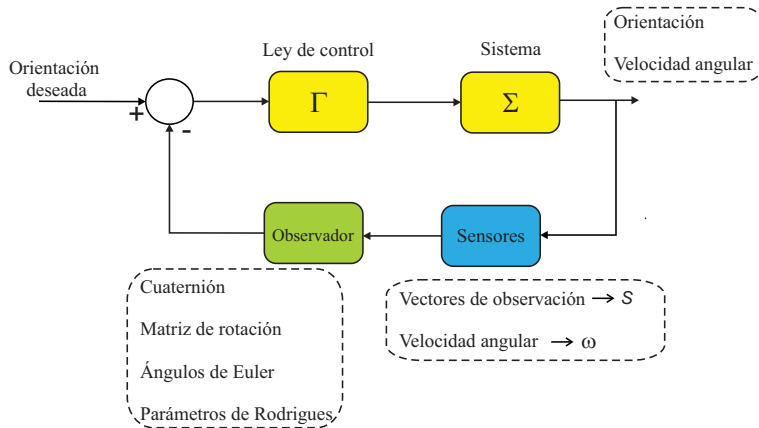 Orientación
Ley de control
Sistema
Velocidad angular
Orientación
deseada
+
-
Γ
Σ
Observador
Sensores
Cuaternión
Matriz de rotación
Ángulos de Euler
Parámetros de Rodrigues
Vectores de observación → S
Velocidad angular → ω